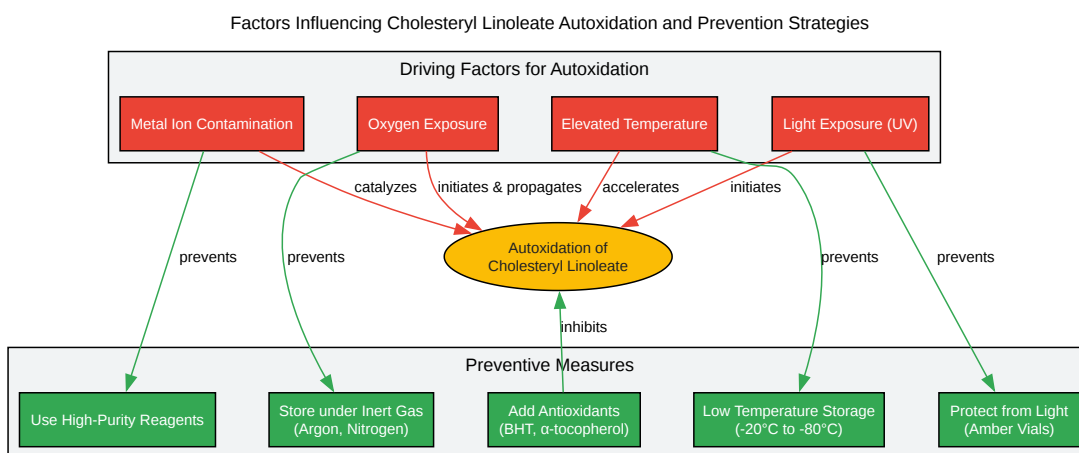 Factors Influencing Cholesteryl Linoleate Autoxidation and Prevention Strategies
Driving Factors for Autoxidation
Metal Ion Contamination
Oxygen Exposure
Elevated Temperature
Light Exposure (UV)
catalyzes
initiates & propagates
accelerates
initiates
Autoxidation of
Cholesteryl Linoleate
prevents
prevents
prevents
prevents
inhibits
Preventive Measures
Use High-Purity Reagents
Store under Inert Gas
(Argon, Nitrogen)
Add Antioxidants
(BHT, α-tocopherol)
Low Temperature Storage
(-20°C to -80°C)
Protect from Light
(Amber Vials)